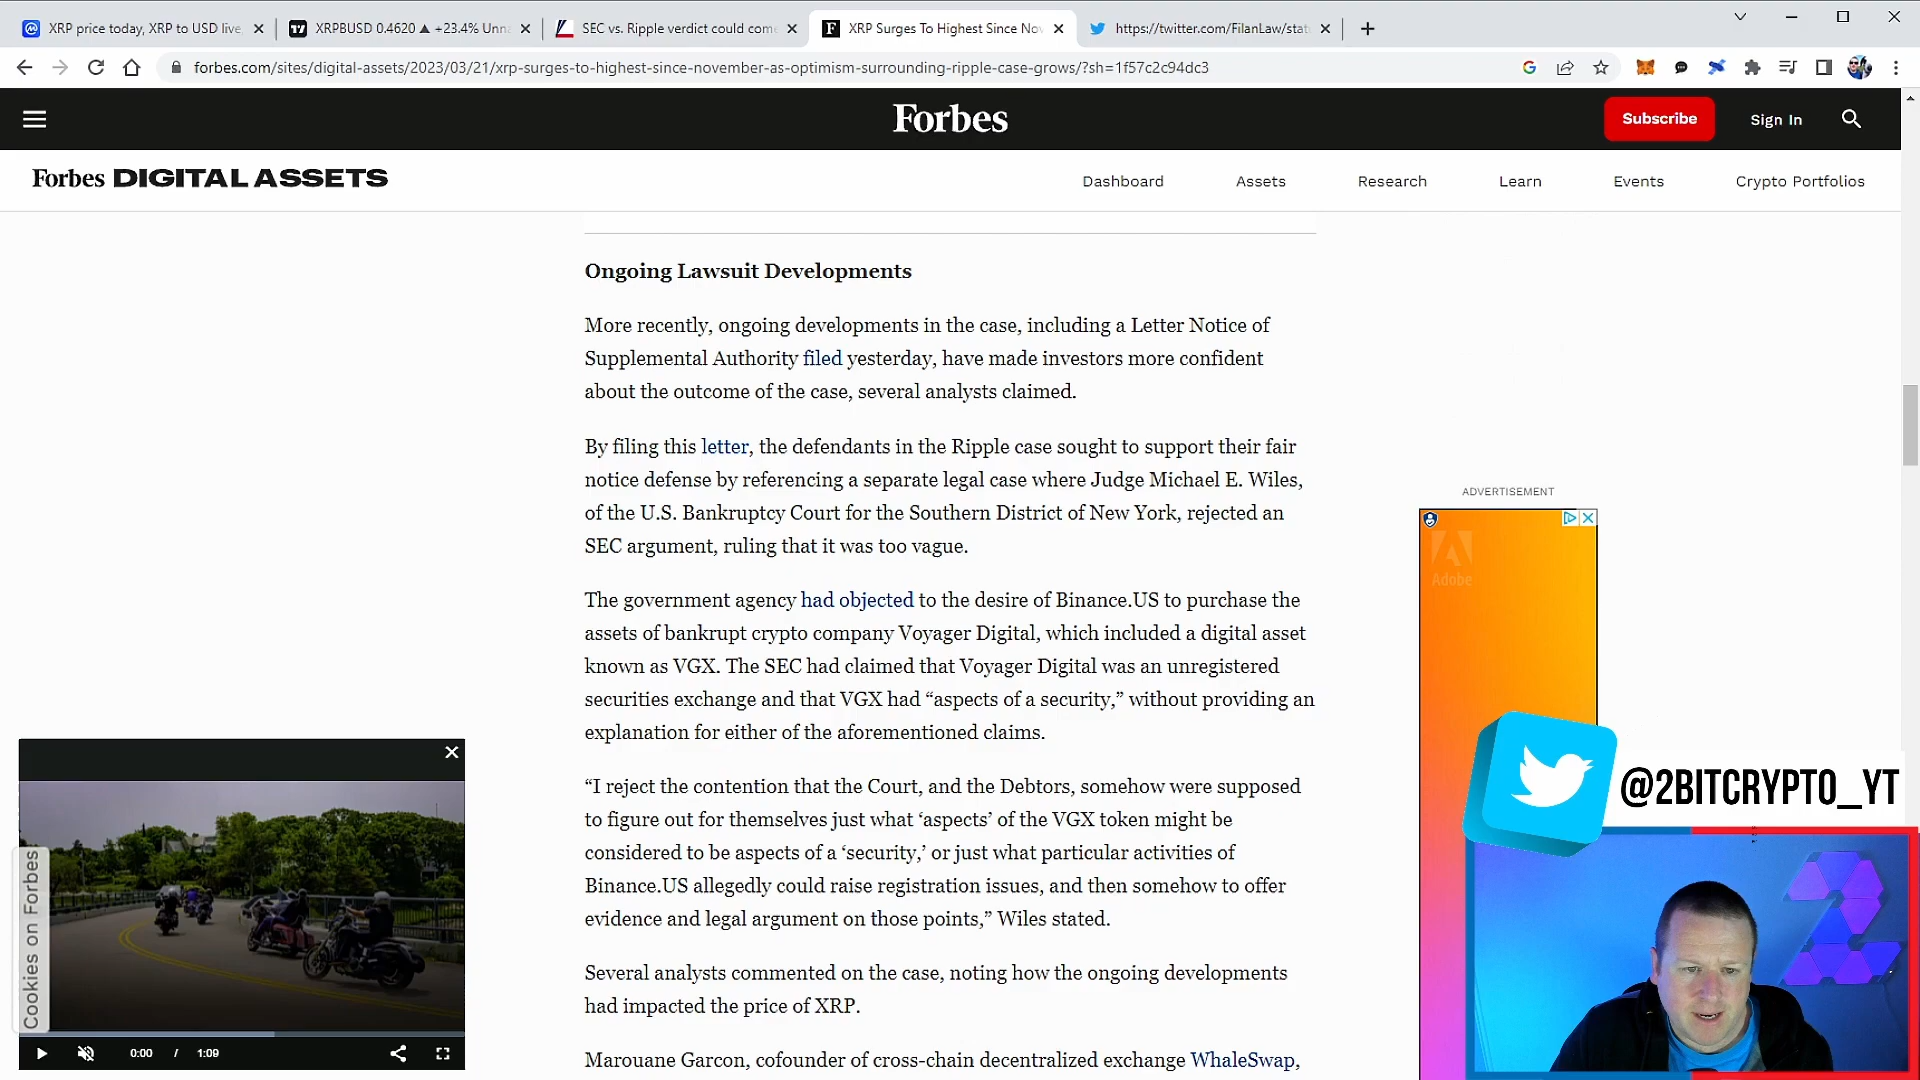 XRP price today, XRP to USD live,
XRPBUSD 0.4620 ▲ +23.4% Unna
SEC vs. Ripple verdict could com
XRP Surges To Highest Since Nov
https://twitter.com/FilanLaw/stat
forbes.com/sites/digital-assets/2023/03/21/xrp-surges-to-highest-since-november-as-optimism-surrounding-ripple-case-grows/?sh=1f57c2c94dc3
Forbes
Subscribe
Sign In
Forbes DIGITAL ASSETS
Dashboard
Assets
Research
Learn
Events
Crypto Portfolios
Ongoing Lawsuit Developments
More recently, ongoing developments in the case, including a Letter Notice of
Supplemental Authority filed yesterday, have made investors more confident
about the outcome of the case, several analysts claimed.
By filing this letter, the defendants in the Ripple case sought to support their fair
notice defense by referencing a separate legal case where Judge Michael E. Wiles,
of the U.S. Bankruptcy Court for the Southern District of New York, rejected an
SEC argument, ruling that it was too vague.
The government agency had objected to the desire of Binance.US to purchase the
assets of bankrupt crypto company Voyager Digital, which included a digital asset
known as VGX. The SEC had claimed that Voyager Digital was an unregistered
securities exchange and that VGX had “aspects of a security,” without providing an
explanation for either of the aforementioned claims.
“I reject the contention that the Court, and the Debtors, somehow were supposed
to figure out for themselves just what ‘aspects’ of the VGX token might be
considered to be aspects of a ‘security,’ or just what particular activities of
Binance.US allegedly could raise registration issues, and then somehow to offer
evidence and legal argument on those points,” Wiles stated.
Several analysts commented on the case, noting how the ongoing developments
had impacted the price of XRP.
Marouane Garcon, cofounder of cross-chain decentralized exchange WhaleSwap,
ADVERTISEMENT
Adobe
@2BITCRYPTO_YT
Cookies on Forbes
0:00 / 1:09